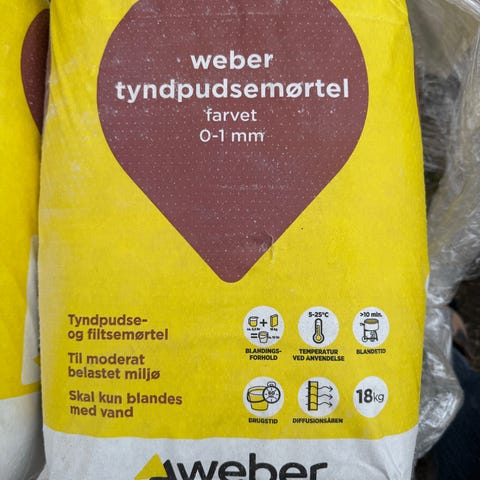 weber
tyndpudsemørtel
farvet
0-1 mm
Tyndpudse-
og filtsemørtel
Til moderat
belastet miljø
Skal kun blandes
med vand
BLANDINGS-
FORHOLD
5-25°C
TEMPERATUR
VED ANVENDELSE
>10 min.
BLANDETID
BRUGSTID
DIFFUSIONSÅBEN
18kg
weber